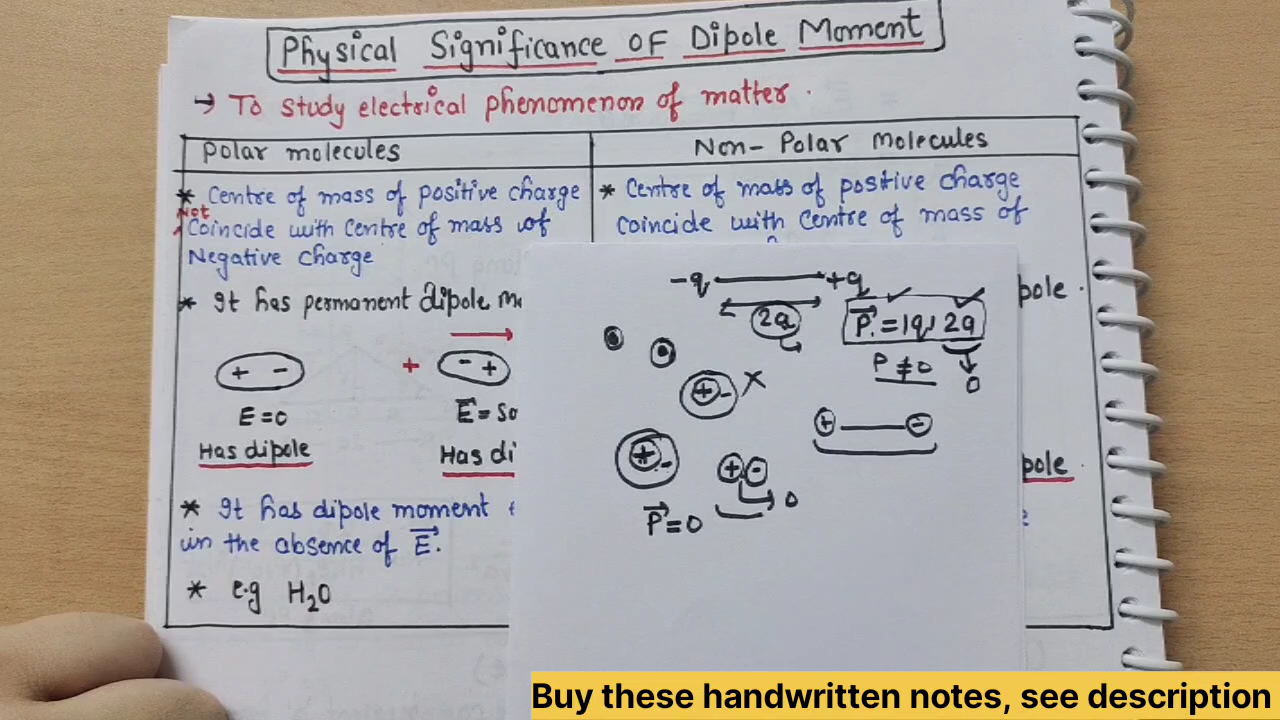 Physical Significance OF Dipole Moment
→ To study electrical phenomenon of matter.
Polar molecules
* Centre of mass of positive charge
not
Coincide with Centre of mass of
Negative charge
* It has permanent dipole mo
+ -
+
- +
E = 0
E⃗ = So
Has dipole
Has di
* It has dipole moment
in the absence of E⃗.
* e.g H₂O
Non-Polar Molecules
* Centre of mass of positive charge
coincide with Centre of mass of
pole.
pole
-q +q
2a
P⃗ = |q| 2a
P ≠ 0
0
+ - ×
+ -
+ -
+ -
0
P⃗ = 0
Buy these handwritten notes, see description